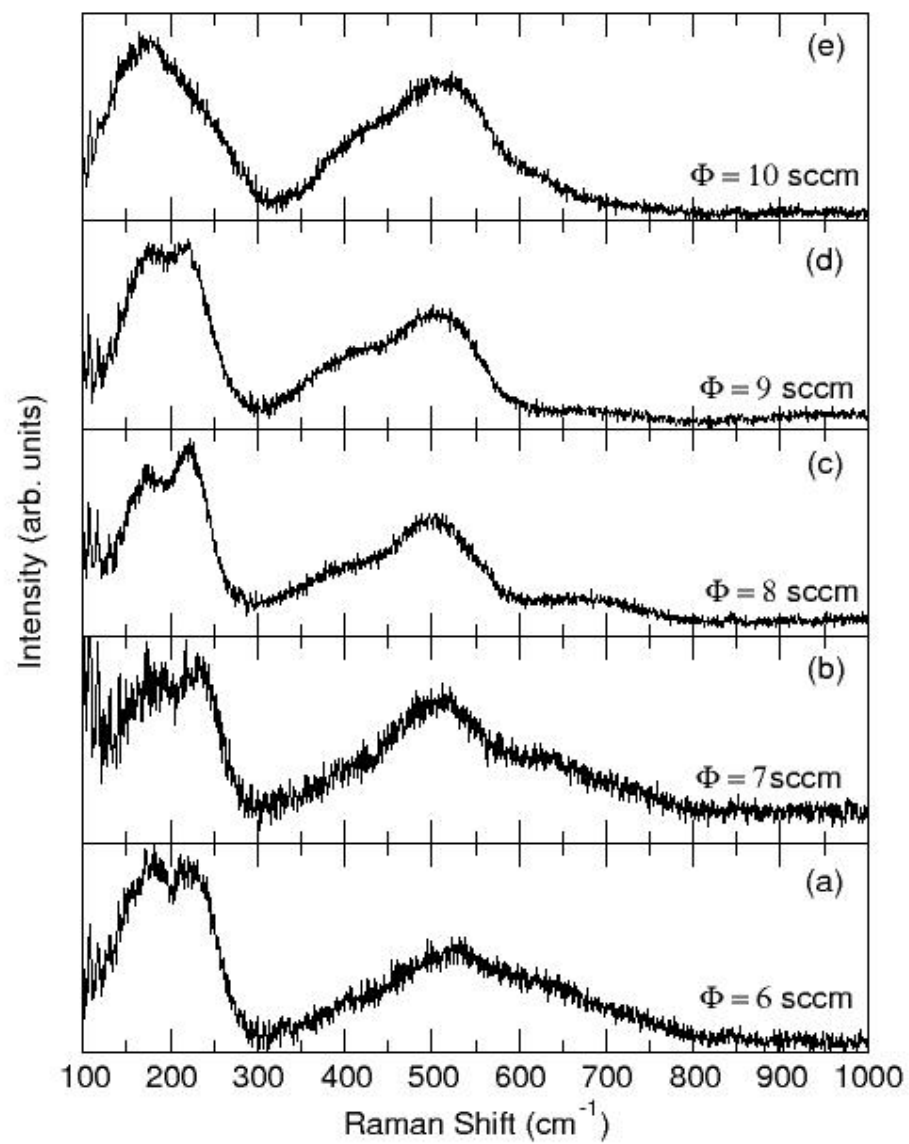 (e)
Φ = 10 sccm
(d)
Φ = 9 sccm
(c)
Φ = 8 sccm
(b)
Φ = 7sccm
(a)
Φ = 6 sccm
Intensity (arb. units)
100 200 300 400 500 600 700 800 900 1000
Raman Shift (cm⁻¹)